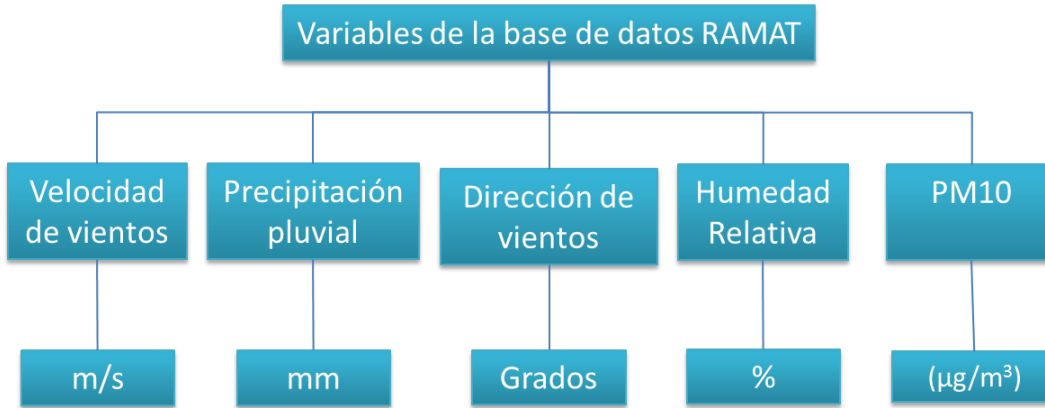 Variables de la base de datos RAMAT
Velocidad
de vientos
Precipitación
pluvial
Dirección de
vientos
Humedad
Relativa
PM10
m/s
mm
Grados
%
(µg/m³)